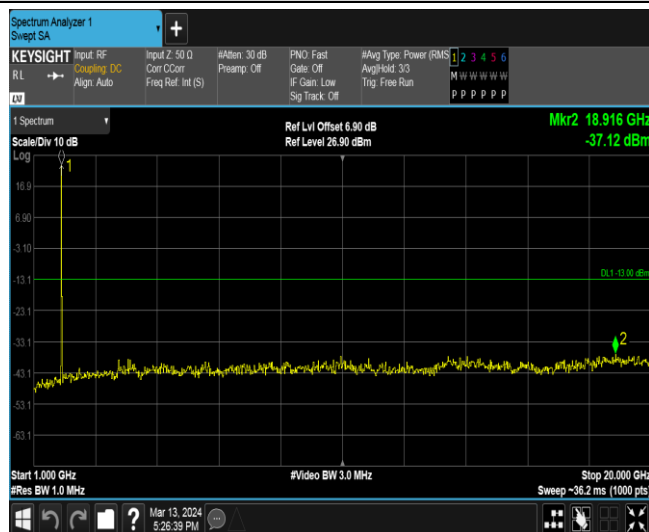 Spectrum Analyzer 1
Swept SA
KEYSIGHT
RL
LXI
Input: RF
Coupling: DC
Align: Auto
Input Z: 50 Ω
Corr CCorr
Freq Ref: Int (S)
#Atten: 30 dB
Preamp: Off
PNO: Fast
Gate: Off
IF Gain: Low
Sig Track: Off
#Avg Type: Power (RMS
Avg|Hold: 3/3
Trig: Free Run
1 2 3 4 5 6
M W W W W W
P P P P P P
1 Spectrum
Scale/Div 10 dB
Ref Lvl Offset 6.90 dB
Ref Level 26.90 dBm
Mkr2 18.916 GHz
-37.12 dBm
Log
1
16.9
6.90
-3.10
-13.1
DL1 -13.00 dBm
-23.1
-33.1
2
-43.1
-53.1
-63.1
Start 1.000 GHz
#Res BW 1.0 MHz
#Video BW 3.0 MHz
Stop 20.000 GHz
Sweep ~36.2 ms (1000 pts)
?
Mar 13, 2024
5:26:39 PM